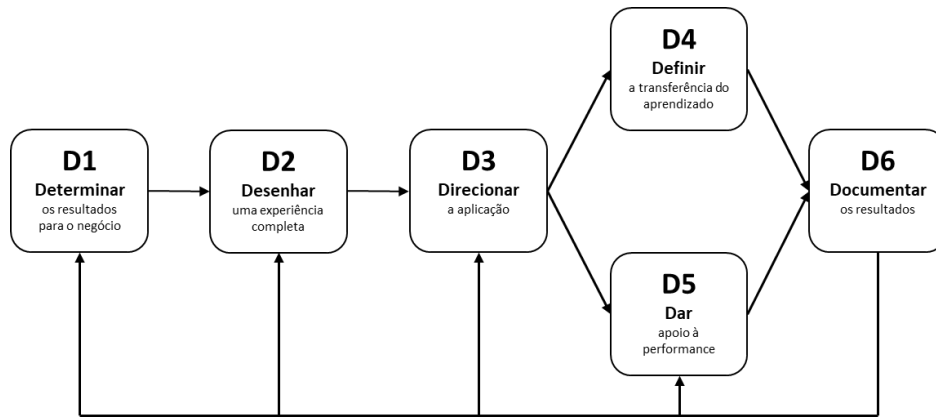 D1
Determinar
os resultados
para o negócio
D2
Desenhar
uma experiência
completa
D3
Direcionar
a aplicação
D4
Definir
a transferência do
aprendizado
D5
Dar
apoio à
performance
D6
Documentar
os resultados